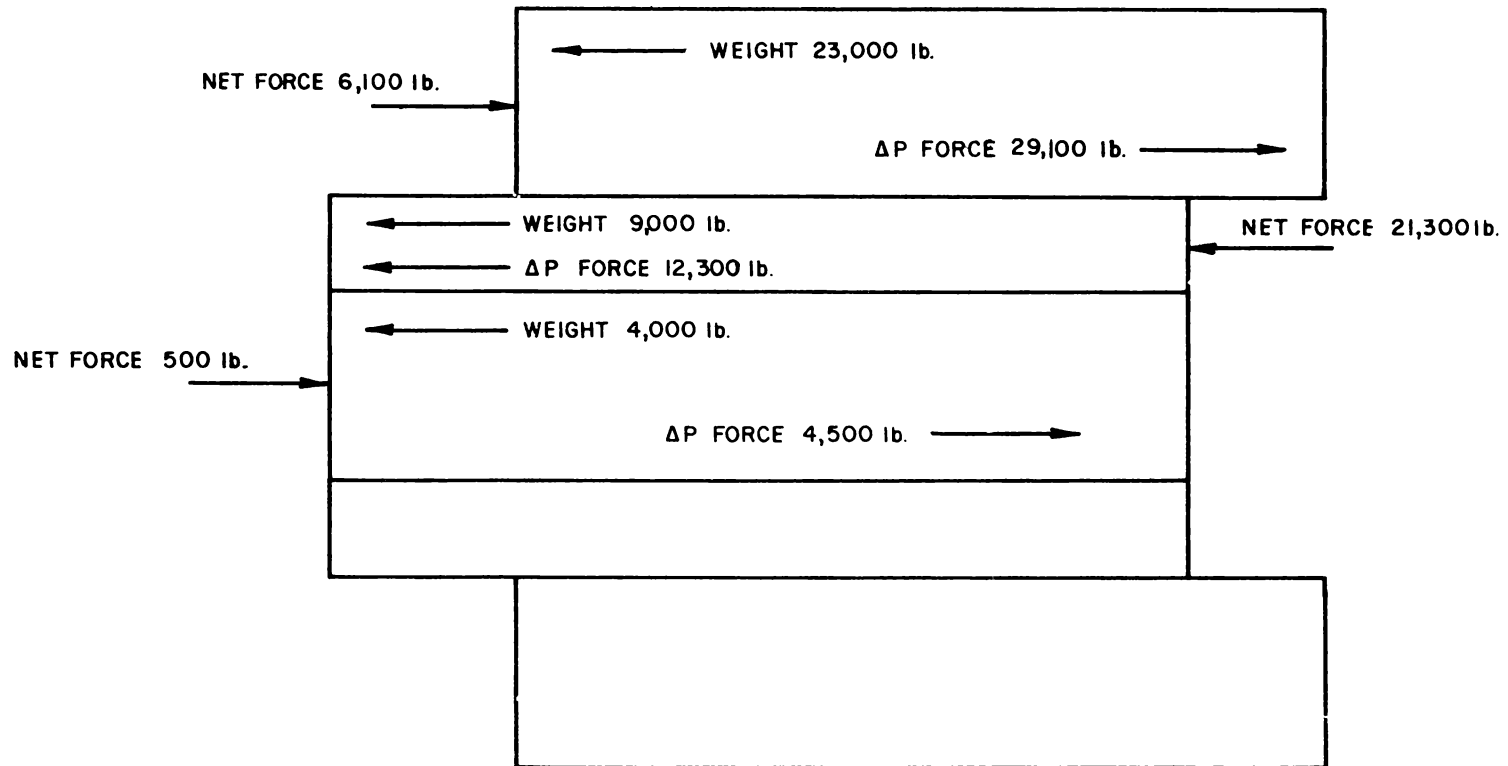 WEIGHT 23,000 lb.
NET FORCE 6,100 lb.
ΔP FORCE 29,100 lb.
WEIGHT 9,000 lb.
NET FORCE 21,300 lb.
ΔP FORCE 12,300 lb.
WEIGHT 4,000 lb.
NET FORCE 500 lb.
ΔP FORCE 4,500 lb.